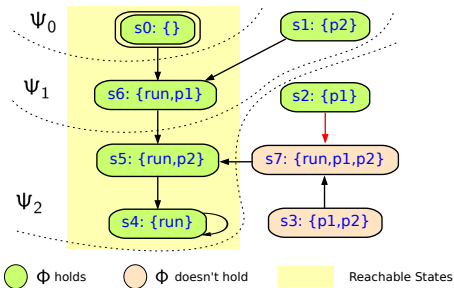 Ψ0
s0: {}
s1: {p2}
Ψ1
s6: {run,p1}
s2: {p1}
s5: {run,p2}
s7: {run,p1,p2}
Ψ2
s4: {run}
s3: {p1,p2}
Φ holds
Φ doesn't hold
Reachable States